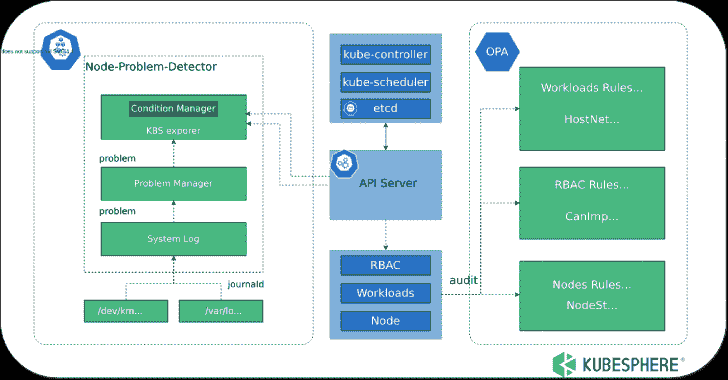 does not support
Node-Problem-Detector
Condition Manager
KBS exporer
problem
Problem Manager
problem
System Log
journald
/dev/km...
/var/lo...
kube-controller
kube-scheduler
etcd
API Server
RBAC
Workloads
Node
audit
OPA
Workloads Rules...
HostNet...
RBAC Rules...
CanImp...
Nodes Rules...
NodeSt...
KUBESPHERE®